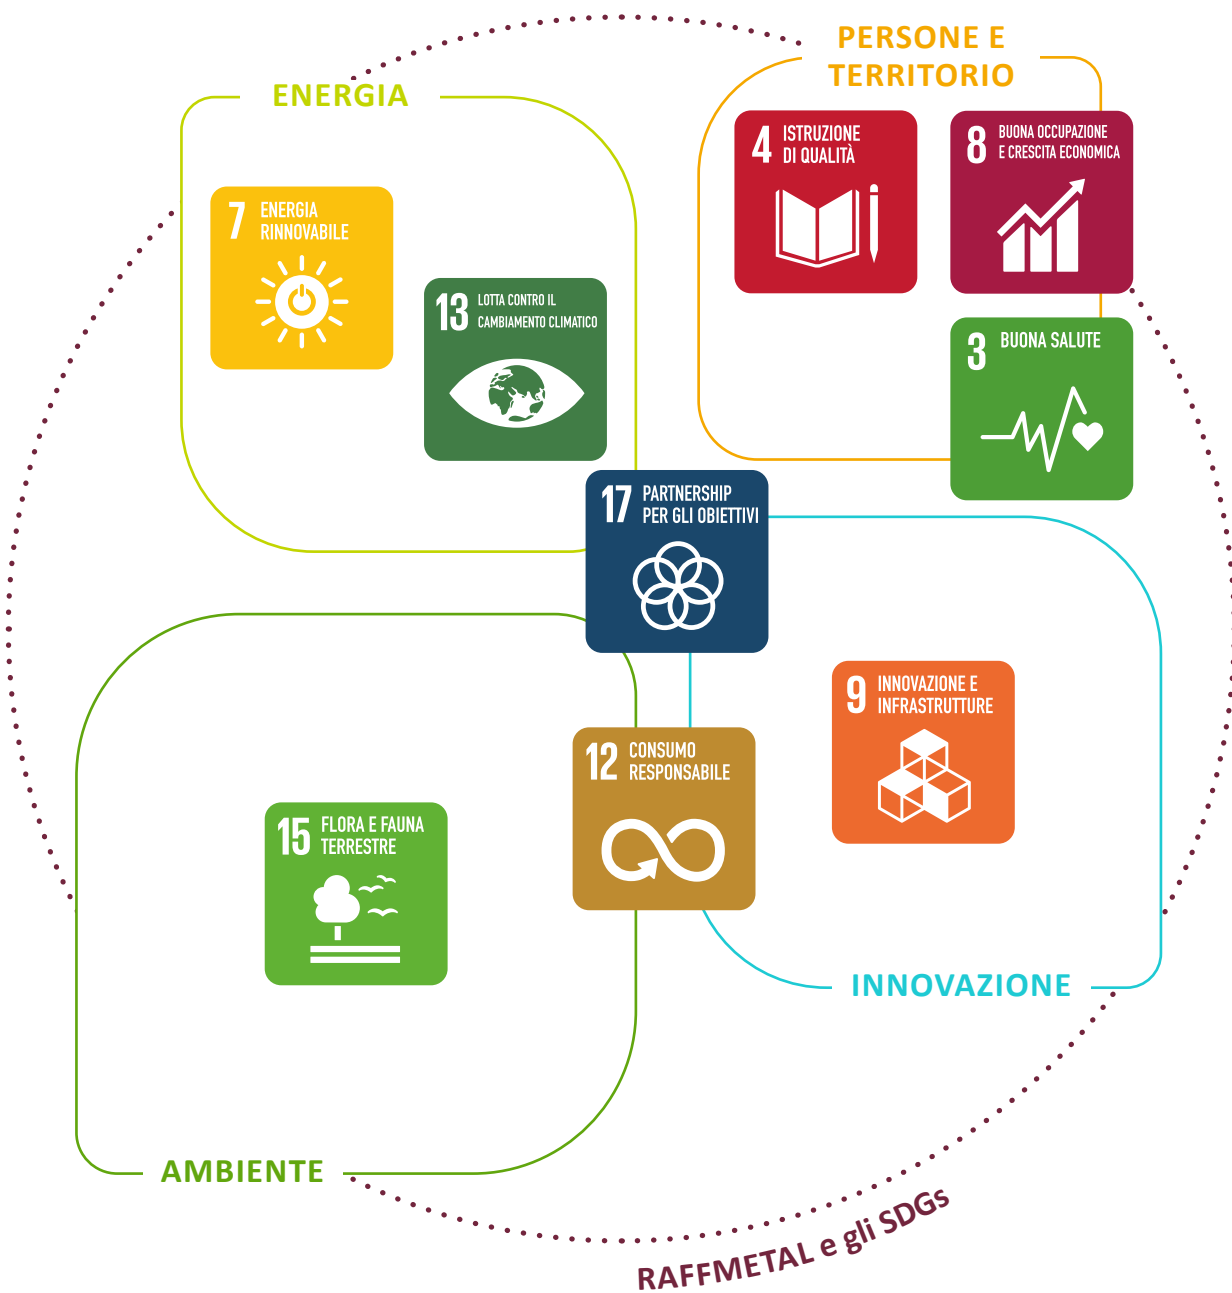 PERSONE E
TERRITORIO
ENERGIA
4 ISTRUZIONE
DI QUALITÀ
8 BUONA OCCUPAZIONE
E CRESCITA ECONOMICA
7 ENERGIA
RINNOVABILE
13 LOTTA CONTRO IL
CAMBIAMENTO CLIMATICO
3 BUONA SALUTE
17 PARTNERSHIP
PER GLI OBIETTIVI
9 INNOVAZIONE E
INFRASTRUTTURE
12 CONSUMO
RESPONSABILE
15 FLORA E FAUNA
TERRESTRE
INNOVAZIONE
AMBIENTE
RAFFMETAL e gli SDGs